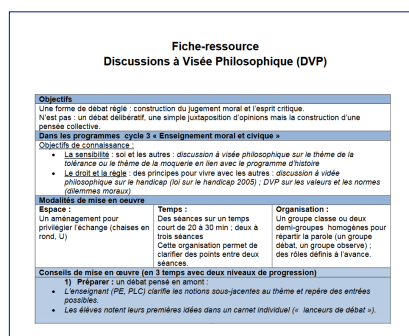 Fiche-ressource
Discussions à Visée Philosophique (DVP)
Objectifs
Une forme de débat réglé : construction du jugement moral et l'esprit critique.
N'est pas : un débat délibératif, une simple juxtaposition d'opinions mais la construction d'une
pensée collective.
Dans les programmes cycle 3 « Enseignement moral et civique »
Objectifs de connaissance :
• La sensibilité : soi et les autres : discussion à visée philosophique sur le thème de la
tolérance ou le thème de la moquerie en lien avec le programme d'histoire
• Le droit et la règle : des principes pour vivre avec les autres : discussion à visée
philosophique sur le handicap (loi sur le handicap 2005) ; DVP sur les valeurs et les normes
(dilemmes moraux)
Modalités de mise en oeuvre
Espace :
Un aménagement pour
privilégier l'échange (chaises en
rond, U)
Temps :
Des séances sur un temps
court de 20 à 30 min ; deux à
trois séances
Cette organisation permet de
clarifier des points entre deux
séances.
Organisation :
Un groupe classe ou deux
demi-groupes homogènes pour
répartir la parole (un groupe
débat, un groupe observe) ;
des rôles définis à l'avance.
Conseils de mise en œuvre (en 3 temps avec deux niveaux de progression)
1) Préparer : un débat pensé en amont :
• L'enseignant (PE, PLC) clarifie les notions sous-jacentes au thème et repère des entrées
possibles.
• Les élèves notent leurs premières idées dans un carnet individuel (« lanceurs de débat »).